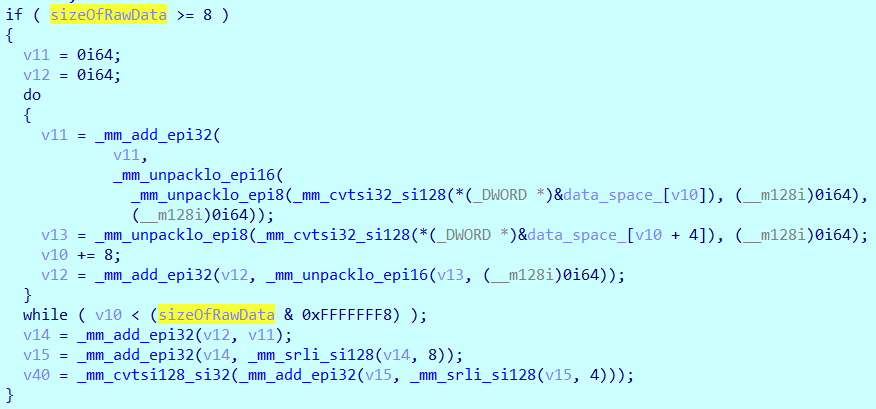 if ( sizeOfRawData >= 8 )
{
v11 = 0i64;
v12 = 0i64;
do
{
v11 = _mm_add_epi32(
v11,
_mm_unpacklo_epi16(
_mm_unpacklo_epi8(_mm_cvtsi32_si128(*(_DWORD *)&data_space_[v10]), (__m128i)0i64),
(__m128i)0i64));
v13 = _mm_unpacklo_epi8(_mm_cvtsi32_si128(*(_DWORD *)&data_space_[v10 + 4]), (__m128i)0i64);
v10 += 8;
v12 = _mm_add_epi32(v12, _mm_unpacklo_epi16(v13, (__m128i)0i64));
}
while ( v10 < (sizeOfRawData & 0xFFFFFFF8) );
v14 = _mm_add_epi32(v12, v11);
v15 = _mm_add_epi32(v14, _mm_srli_si128(v14, 8));
v40 = _mm_cvtsi128_si32(_mm_add_epi32(v15, _mm_srli_si128(v15, 4)));
}